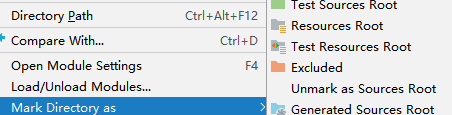 Directory Path Ctrl+Alt+F12
Compare With... Ctrl+D
Open Module Settings F4
Load/Unload Modules...
Mark Directory as
Test Sources Root
Resources Root
Test Resources Root
Excluded
Unmark as Sources Root
Generated Sources Root